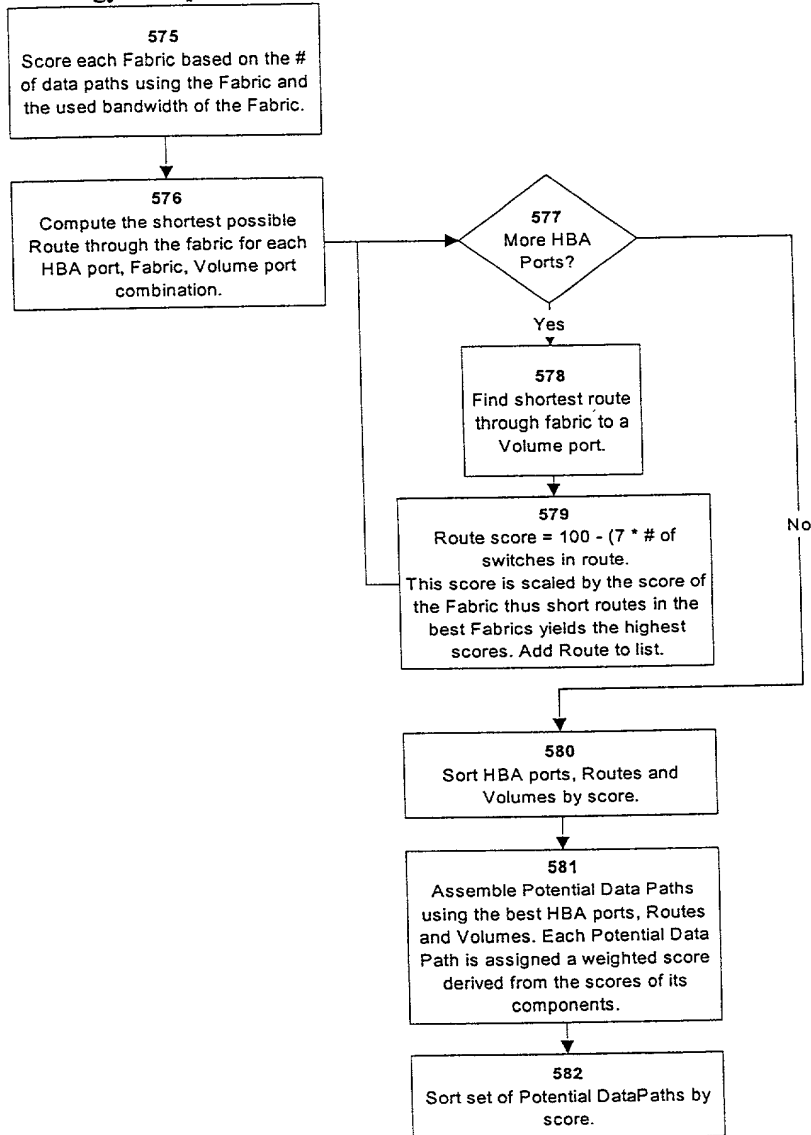 575
Score each Fabric based on the #
of data paths using the Fabric and
the used bandwidth of the Fabric.
576
Compute the shortest possible
Route through the fabric for each
HBA port, Fabric, Volume port
combination.
577
More HBA
Ports?
Yes
578
Find shortest route
through fabric to a
Volume port.
579
Route score = 100 - (7 * # of
switches in route.
This score is scaled by the score of
the Fabric thus short routes in the
best Fabrics yields the highest
scores. Add Route to list.
No
580
Sort HBA ports, Routes and
Volumes by score.
581
Assemble Potential Data Paths
using the best HBA ports, Routes
and Volumes. Each Potential Data
Path is assigned a weighted score
derived from the scores of its
components.
582
Sort set of Potential DataPaths by
score.